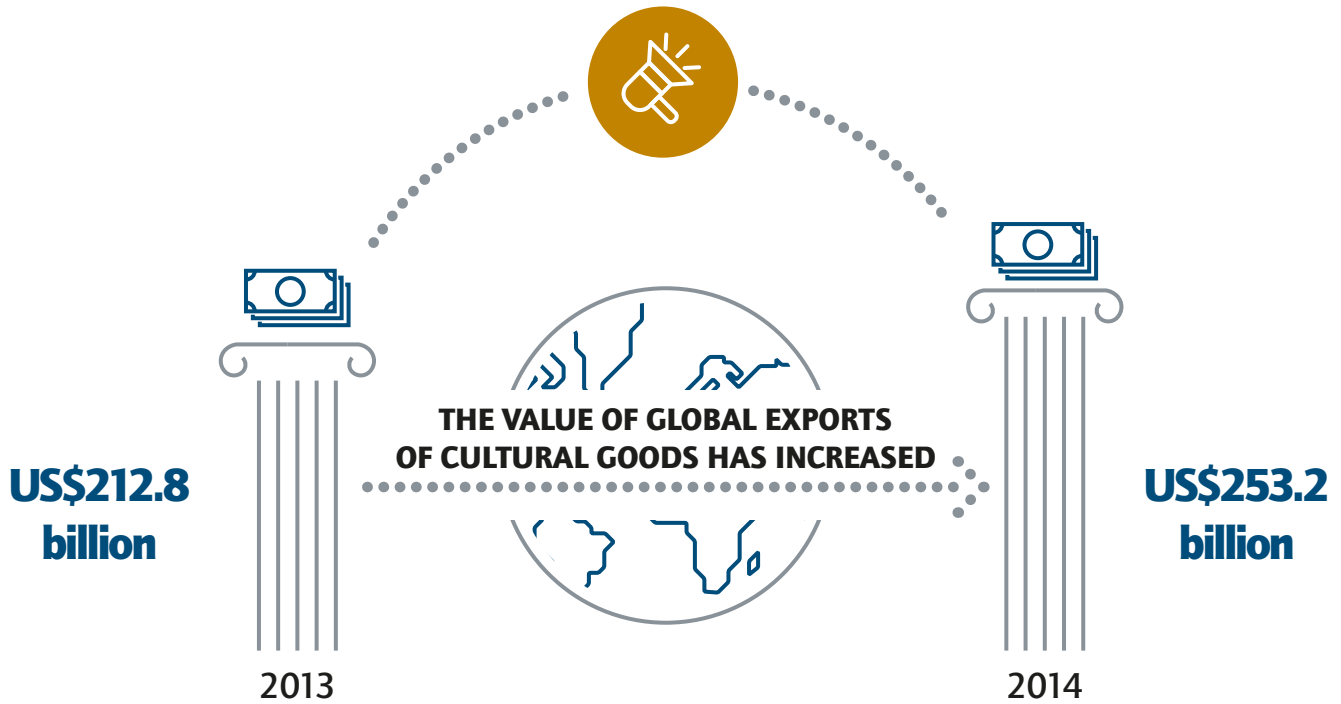 THE VALUE OF GLOBAL EXPORTS
OF CULTURAL GOODS HAS INCREASED
US$212.8
billion
US$253.2
billion
2013
2014